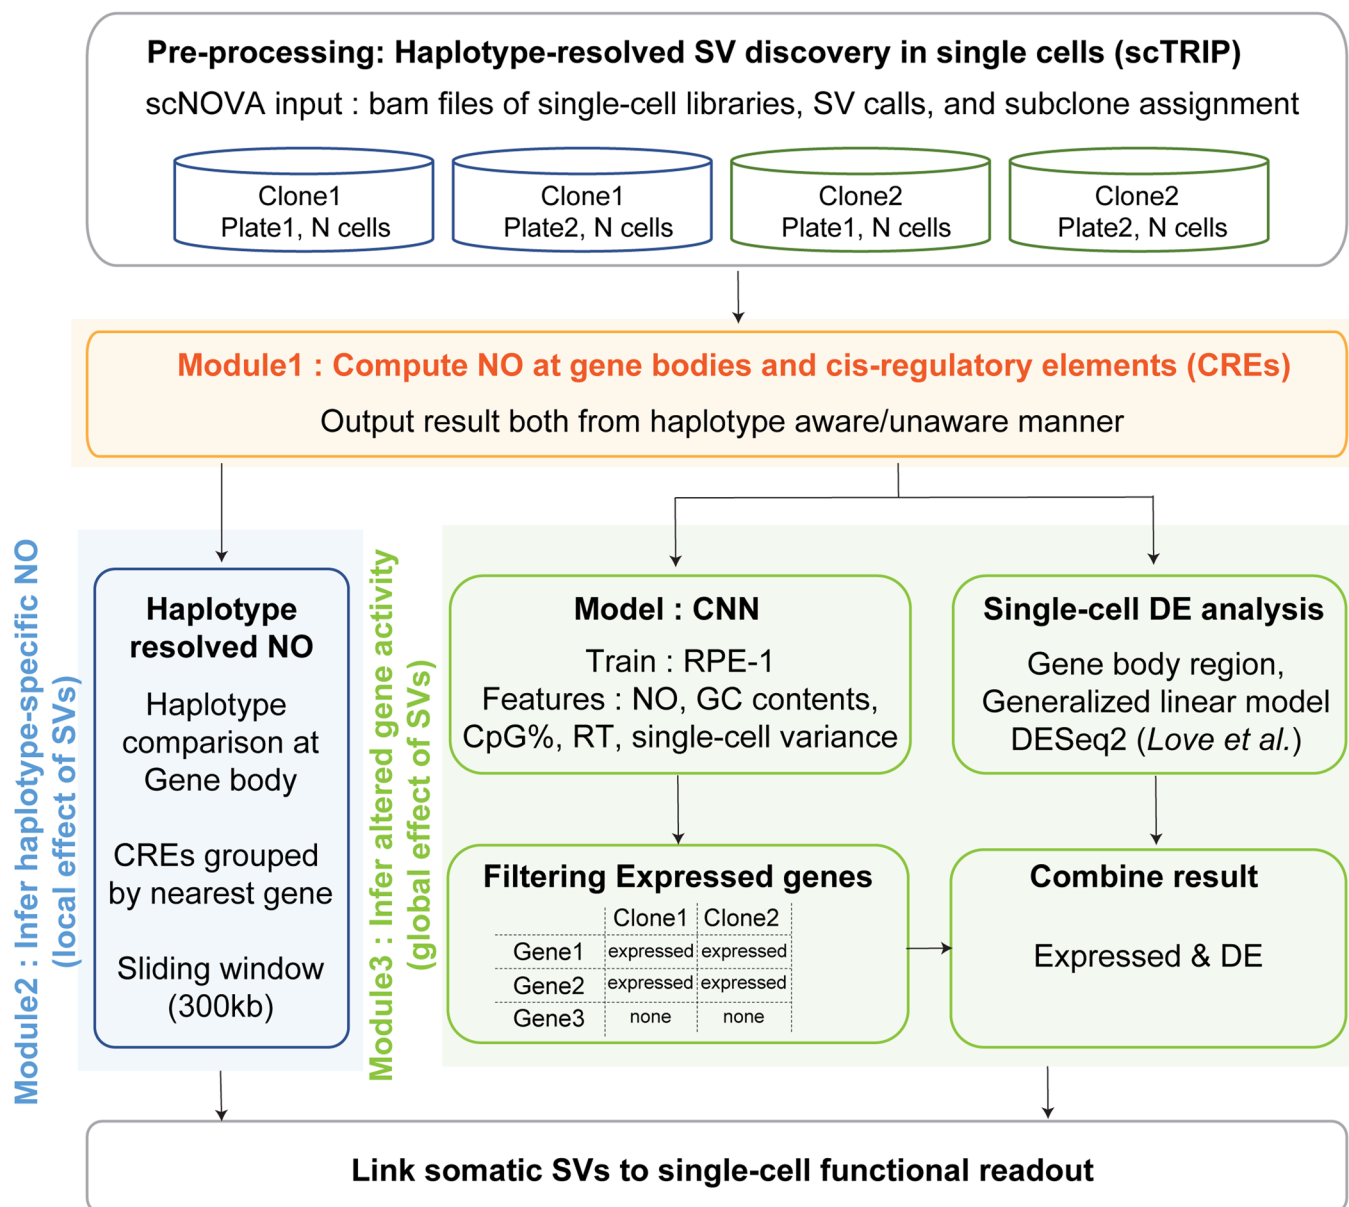 Pre-processing: Haplotype-resolved SV discovery in single cells (scTRIP)
scNOVA input : bam files of single-cell libraries, SV calls, and subclone assignment
Clone1
Plate1, N cells
Clone1
Plate2, N cells
Clone2
Plate1, N cells
Clone2
Plate2, N cells
Module1 : Compute NO at gene bodies and cis-regulatory elements (CREs)
Output result both from haplotype aware/unaware manner
Module2 : Infer haplotype-specific NO
(local effect of SVs)
Haplotype
resolved NO
Haplotype
comparison at
Gene body
CREs grouped
by nearest gene
Sliding window
(300kb)
Module3 : Infer altered gene activity
(global effect of SVs)
Model : CNN
Train : RPE-1
Features : NO, GC contents,
CpG%, RT, single-cell variance
Single-cell DE analysis
Gene body region,
Generalized linear model
DESeq2 (Love et al.)
Filtering Expressed genes
Clone1 Clone2
Gene1 expressed expressed
Gene2 expressed expressed
Gene3 none none
Combine result
Expressed & DE
Link somatic SVs to single-cell functional readout